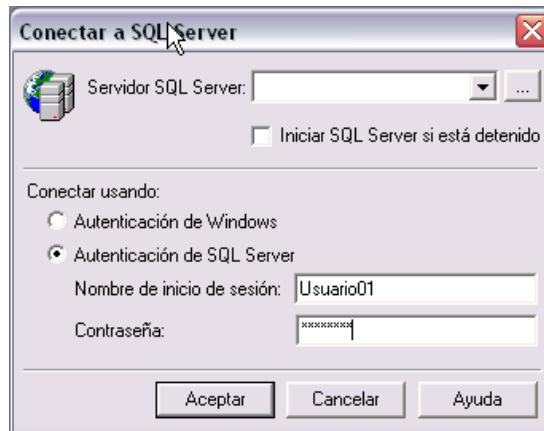 Conectar a SQL Server
Servidor SQL Server:
...
Iniciar SQL Server si está detenido
Conectar usando:
Autenticación de Windows
Autenticación de SQL Server
Nombre de inicio de sesión: Usuario01
Contraseña: ********
Aceptar Cancelar Ayuda